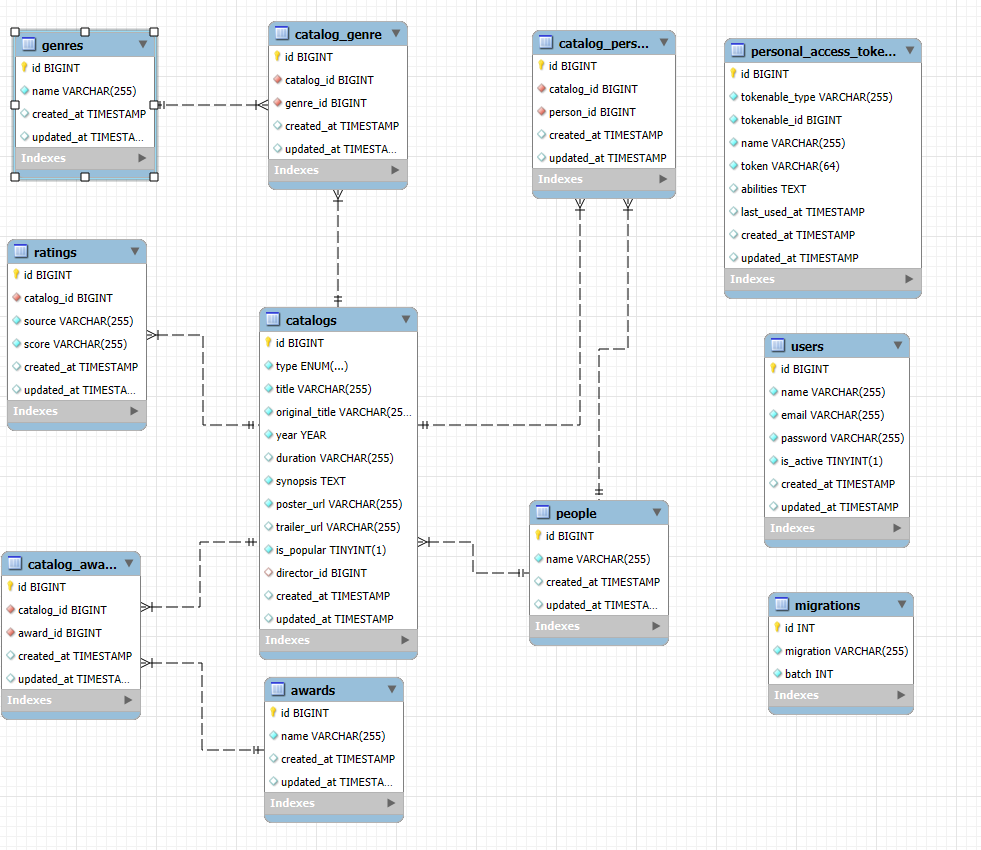 genres
id BIGINT
name VARCHAR(255)
created_at TIMESTAMP
updated_at TIMESTA...
Indexes
catalog_genre
id BIGINT
catalog_id BIGINT
genre_id BIGINT
created_at TIMESTAMP
updated_at TIMESTA...
Indexes
catalog_pers...
id BIGINT
catalog_id BIGINT
person_id BIGINT
created_at TIMESTAMP
updated_at TIMESTAMP
Indexes
personal_access_toke...
id BIGINT
tokenable_type VARCHAR(255)
tokenable_id BIGINT
name VARCHAR(255)
token VARCHAR(64)
abilities TEXT
last_used_at TIMESTAMP
created_at TIMESTAMP
updated_at TIMESTAMP
Indexes
ratings
id BIGINT
catalog_id BIGINT
source VARCHAR(255)
score VARCHAR(255)
created_at TIMESTAMP
updated_at TIMESTA...
Indexes
catalogs
id BIGINT
type ENUM(...)
title VARCHAR(255)
original_title VARCHAR(25...
year YEAR
duration VARCHAR(255)
synopsis TEXT
poster_url VARCHAR(255)
trailer_url VARCHAR(255)
is_popular TINYINT(1)
director_id BIGINT
created_at TIMESTAMP
updated_at TIMESTAMP
Indexes
users
id BIGINT
name VARCHAR(255)
email VARCHAR(255)
password VARCHAR(255)
is_active TINYINT(1)
created_at TIMESTAMP
updated_at TIMESTAMP
Indexes
people
id BIGINT
name VARCHAR(255)
created_at TIMESTAMP
updated_at TIMESTA...
Indexes
catalog_awa...
id BIGINT
catalog_id BIGINT
award_id BIGINT
created_at TIMESTAMP
updated_at TIMESTA...
Indexes
migrations
id INT
migration VARCHAR(255)
batch INT
Indexes
awards
id BIGINT
name VARCHAR(255)
created_at TIMESTAMP
updated_at TIMESTA...
Indexes